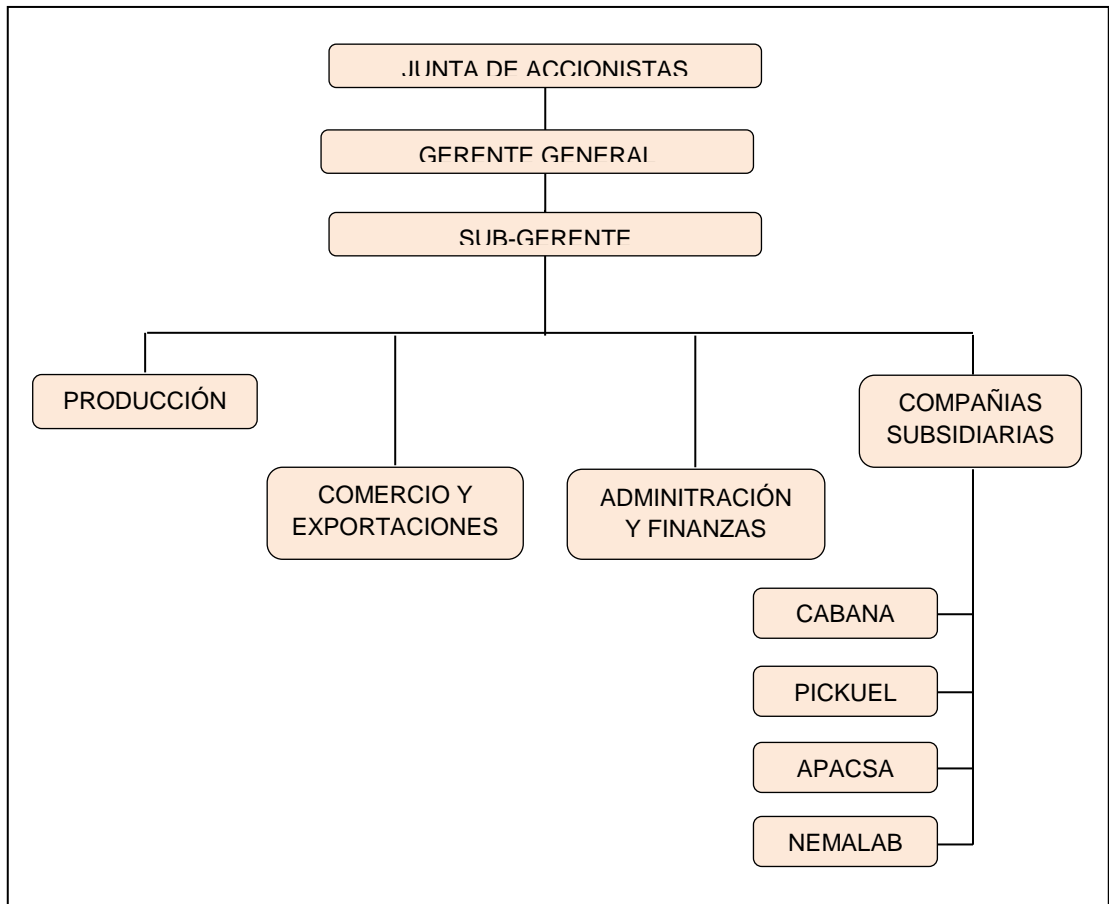 JUNTA DE ACCIONISTAS
GERENTE GENERAL
SUB-GERENTE
PRODUCCIÓN
COMPAÑIAS
SUBSIDIARIAS
COMERCIO Y
EXPORTACIONES
ADMINITRACIÓN
Y FINANZAS
CABANA
PICKUEL
APACSA
NEMALAB